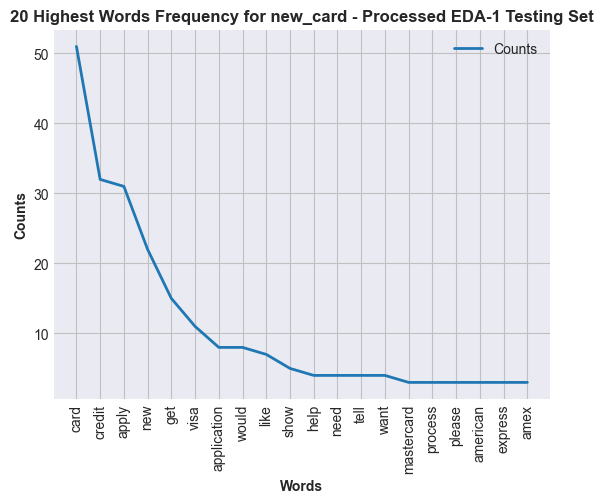 20 Highest Words Frequency for new_card - Processed EDA-1 Testing Set
Counts
50
40
30
20
10
Counts
card
credit
apply
new
get
visa
application
would
like
show
help
need
tell
want
mastercard
process
please
american
express
amex
Words